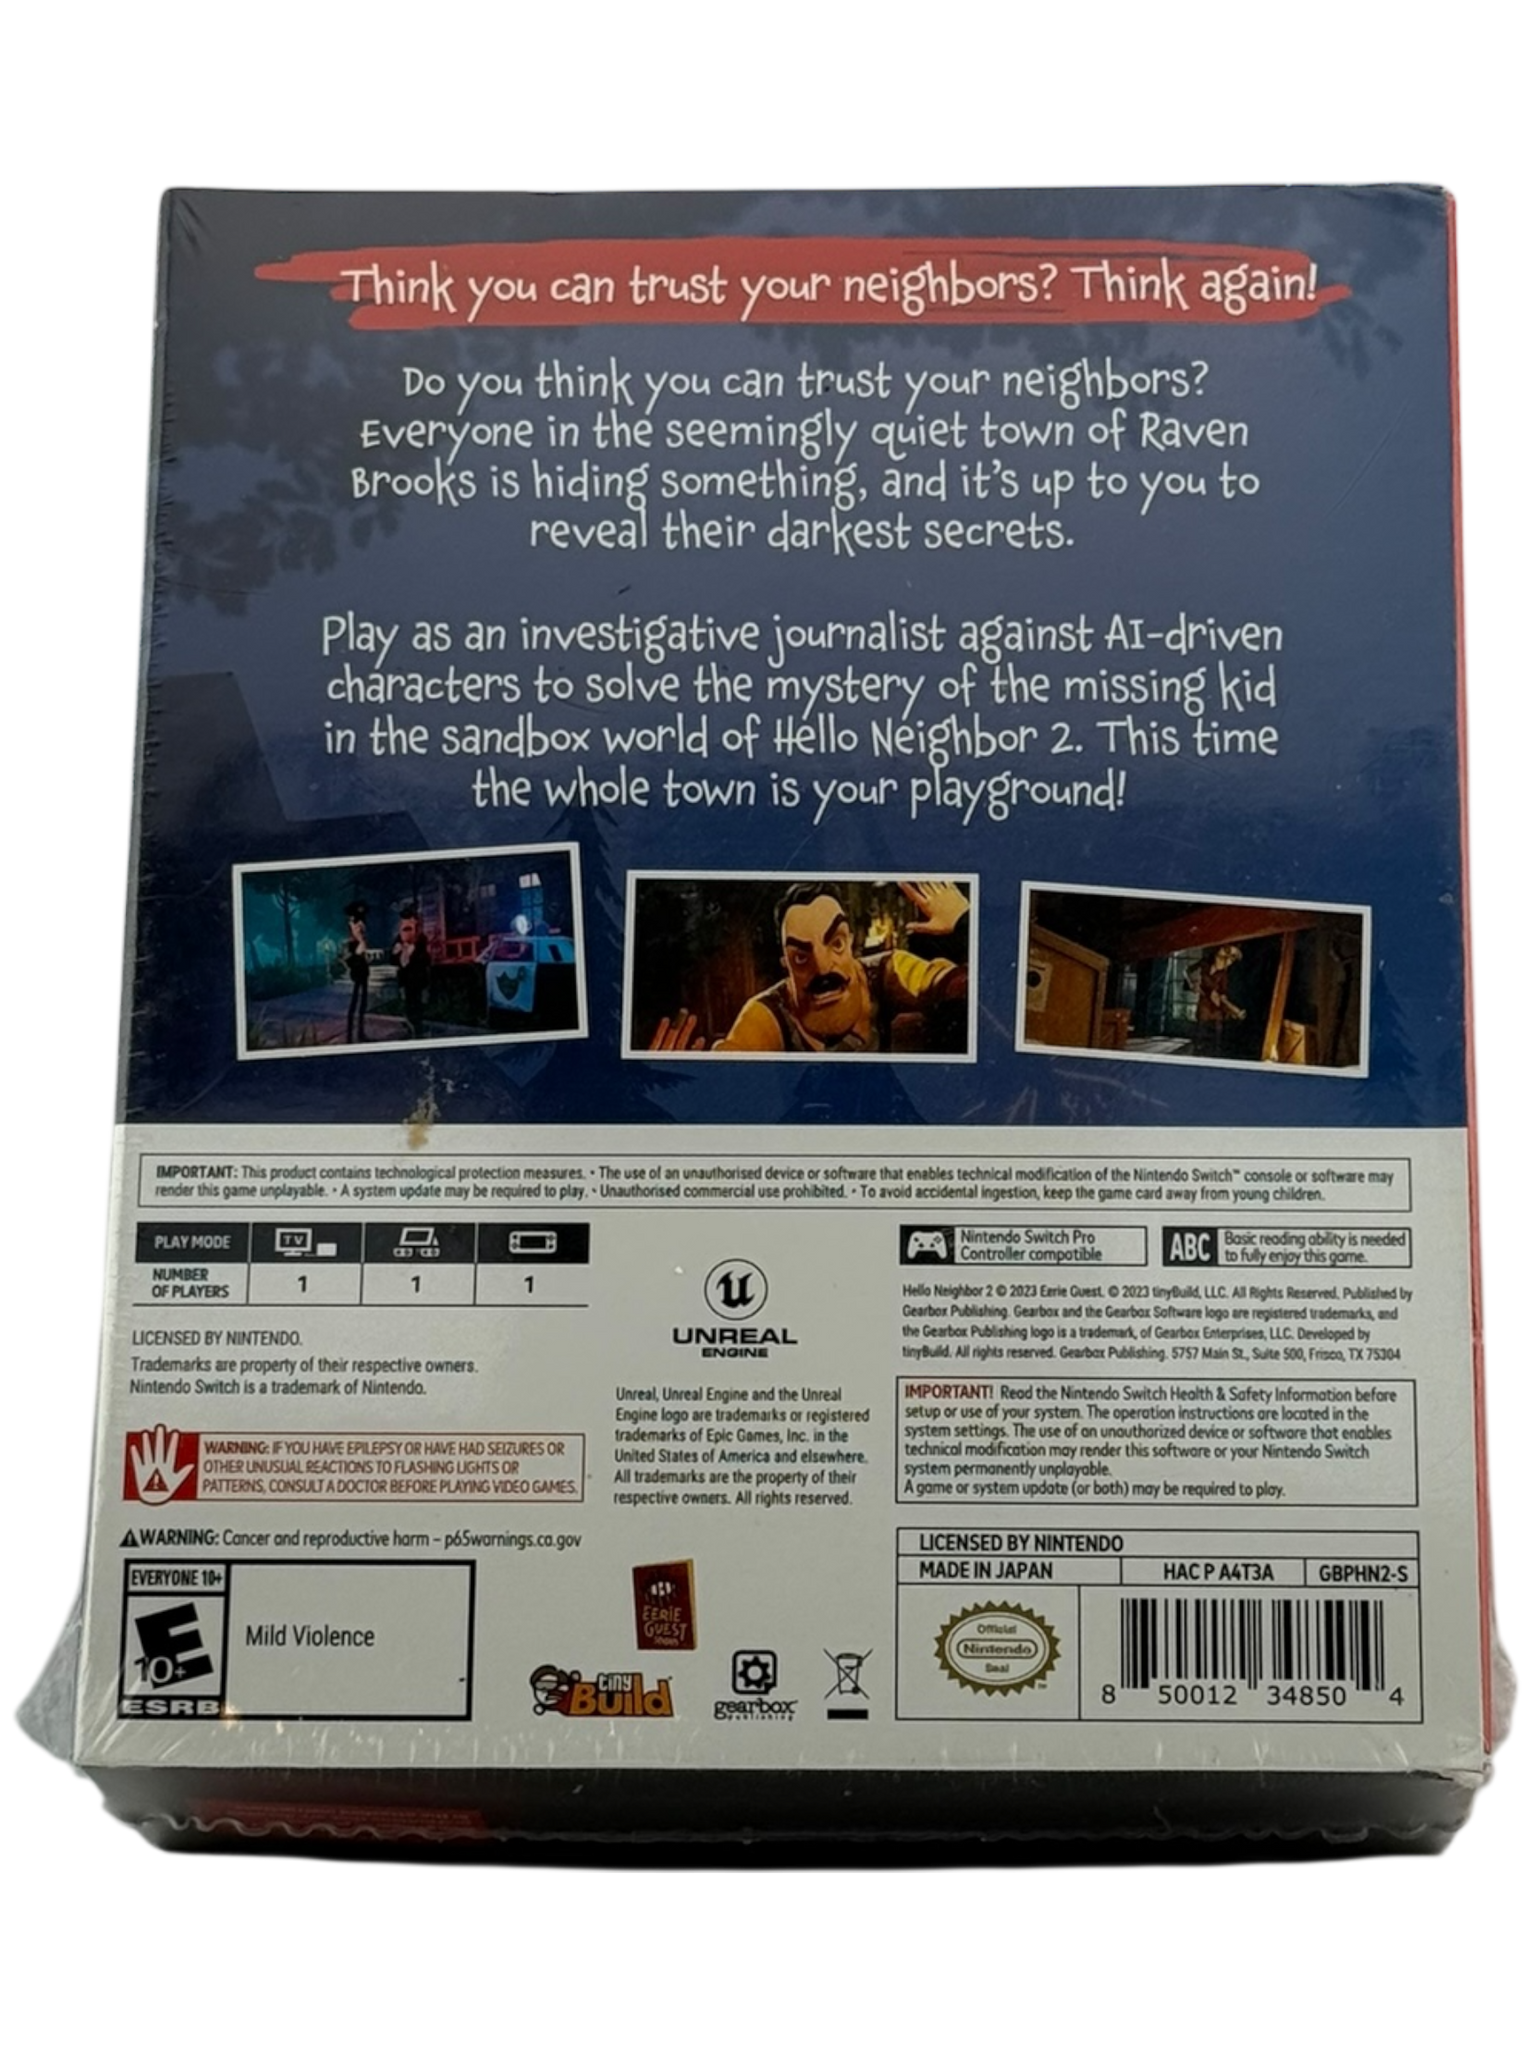 Think you can trust your neighbors? Think again!
Do you think you can trust your neighbors?
Everyone in the seemingly quiet town of Raven
Brooks is hiding something, and it's up to you to
reveal their darkest secrets.
Play as an investigative journalist against AI-driven
characters to solve the mystery of the missing kid
in the sandbox world of Hello Neighbor 2. This time
the whole town is your playground!
IMPORTANT: This product contains technological protection measures. • The use of an unauthorised device or software that enables technical modification of the Nintendo Switch™ console or software may
render this game unplayable. • A system update may be required to play. • Unauthorised commercial use prohibited. • To avoid accidental ingestion, keep the game card away from young children.
PLAY MODE
TV
NUMBER
OF PLAYERS
1
1
1
LICENSED BY NINTENDO.
Trademarks are property of their respective owners.
Nintendo Switch is a trademark of Nintendo.
WARNING: IF YOU HAVE EPILEPSY OR HAVE HAD SEIZURES OR
OTHER UNUSUAL REACTIONS TO FLASHING LIGHTS OR
PATTERNS, CONSULT A DOCTOR BEFORE PLAYING VIDEO GAMES.
WARNING: Cancer and reproductive harm – p65warnings.ca.gov
EVERYONE 10+
E
10+
ESRB
Mild Violence
UNREAL
ENGINE
Unreal, Unreal Engine and the Unreal
Engine logo are trademarks or registered
trademarks of Epic Games, Inc. in the
United States of America and elsewhere.
All trademarks are the property of their
respective owners. All rights reserved.
EERIE
GUEST
STUDIOS
tiny
Build
gearbox
publishing
Nintendo Switch Pro
Controller compatible
ABC
Basic reading ability is needed
to fully enjoy this game.
Hello Neighbor 2 © 2023 Eerie Guest. © 2023 tinyBuild, LLC. All Rights Reserved. Published by
Gearbox Publishing. Gearbox and the Gearbox Software logo are registered trademarks, and
the Gearbox Publishing logo is a trademark, of Gearbox Enterprises, LLC. Developed by
tinyBuild. All rights reserved. Gearbox Publishing. 5757 Main St., Suite 500, Frisco, TX 75304
IMPORTANT! Read the Nintendo Switch Health & Safety Information before
setup or use of your system. The operation instructions are located in the
system settings. The use of an unauthorized device or software that enables
technical modification may render this software or your Nintendo Switch
system permanently unplayable.
A game or system update (or both) may be required to play.
LICENSED BY NINTENDO
MADE IN JAPAN
HAC P A4T3A
GBPHN2-S
Official
Nintendo
Seal
8 50012 34850 4